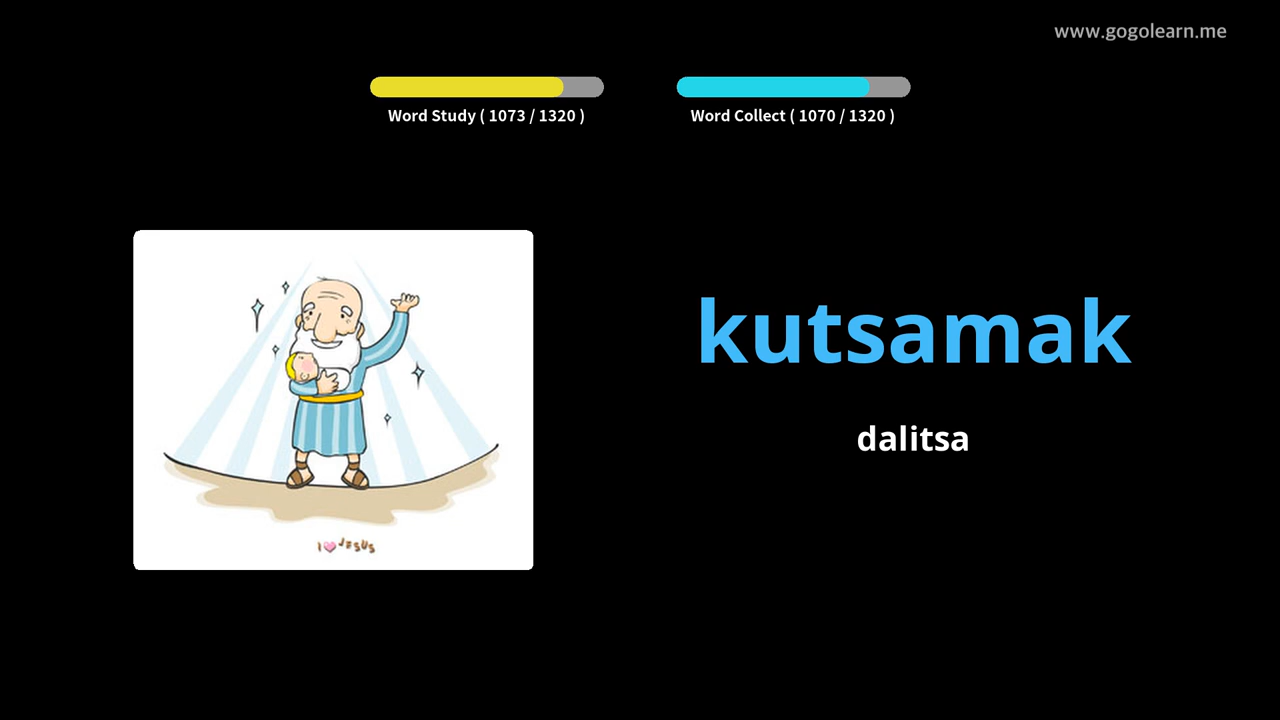 www.gogolearn.me
Word Study ( 1073 / 1320 )
Word Collect ( 1070 / 1320 )
kutsamak
dalitsa
I JESUS